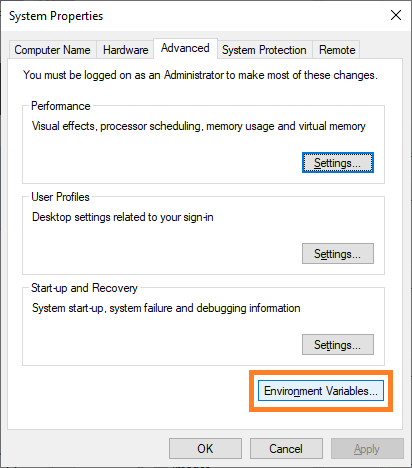 System Properties
Computer Name
Hardware
Advanced
System Protection
Remote
You must be logged on as an Administrator to make most of these changes.
Performance
Visual effects, processor scheduling, memory usage and virtual memory
Settings...
User Profiles
Desktop settings related to your sign-in
Settings...
Start-up and Recovery
System start-up, system failure and debugging information
Settings...
Environment Variables...
OK
Cancel
Apply